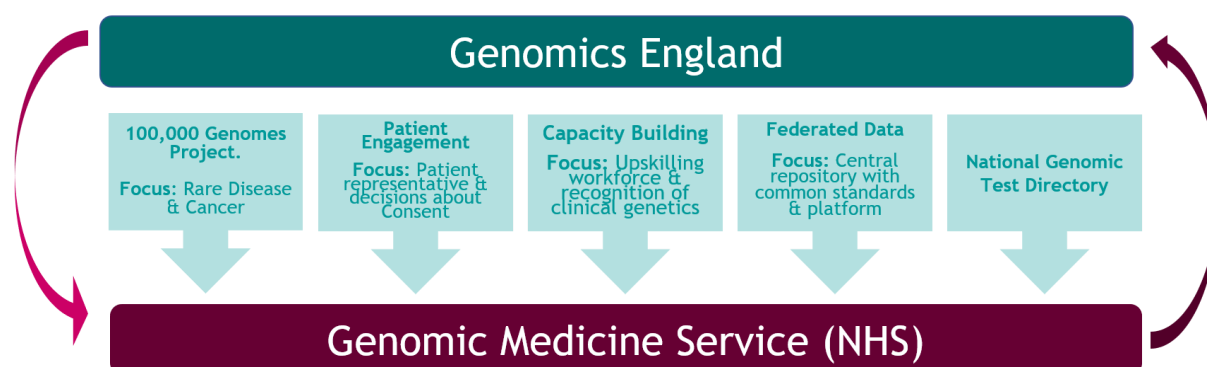 Genomics England
100,000 Genomes
Project.
Focus: Rare Disease
& Cancer
Patient
Engagement
Focus: Patient
representative &
decisions about
Consent
Capacity Building
Focus: Upskilling
workforce &
recognition of
clinical genetics
Federated Data
Focus: Central
repository with
common standards
& platform
National Genomic
Test Directory
Genomic Medicine Service (NHS)